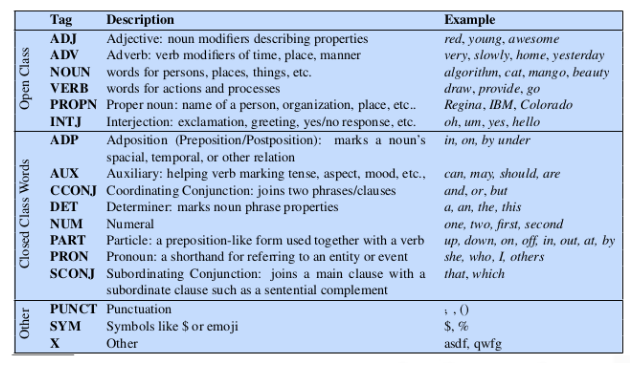 Tag Description Example
Open Class
ADJ Adjective: noun modifiers describing properties red, young, awesome
ADV Adverb: verb modifiers of time, place, manner very, slowly, home, yesterday
NOUN words for persons, places, things, etc. algorithm, cat, mango, beauty
VERB words for actions and processes draw, provide, go
PROPN Proper noun: name of a person, organization, place, etc.. Regina, IBM, Colorado
INTJ Interjection: exclamation, greeting, yes/no response, etc. oh, um, yes, hello
Closed Class Words
ADP Adposition (Preposition/Postposition): marks a noun's in, on, by under
spacial, temporal, or other relation
AUX Auxiliary: helping verb marking tense, aspect, mood, etc., can, may, should, are
CCONJ Coordinating Conjunction: joins two phrases/clauses and, or, but
DET Determiner: marks noun phrase properties a, an, the, this
NUM Numeral one, two, first, second
PART Particle: a preposition-like form used together with a verb up, down, on, off, in, out, at, by
PRON Pronoun: a shorthand for referring to an entity or event she, who, I, others
SCONJ Subordinating Conjunction: joins a main clause with a that, which
subordinate clause such as a sentential complement
Other
PUNCT Punctuation ; , ()
SYM Symbols like $ or emoji $, %
X Other asdf, qwfg